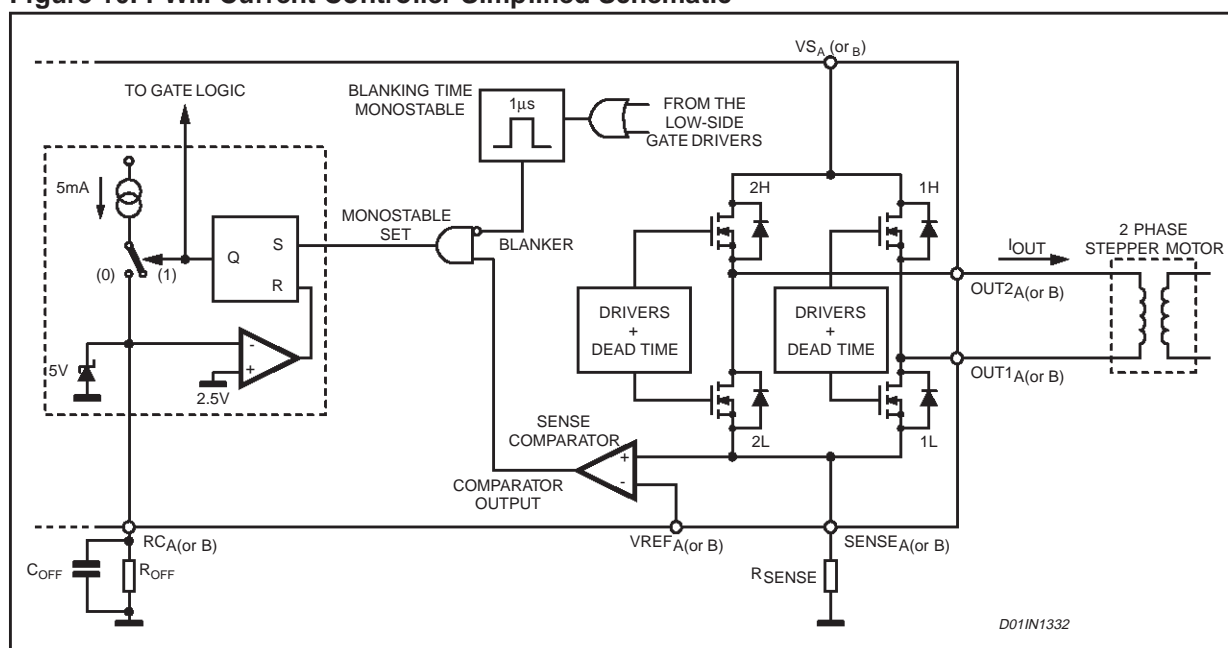 Figure 10. PWM Current Controller Simplified Schematic
VSA (or B)
TO GATE LOGIC
BLANKING TIME
MONOSTABLE
1μs
FROM THE
LOW-SIDE
GATE DRIVERS
5mA
2H
1H
MONOSTABLE
SET
BLANKER
Q
S
R
(0)
(1)
2 PHASE
STEPPER MOTOR
IOUT
OUT2A(or B)
DRIVERS
+
DEAD TIME
DRIVERS
+
DEAD TIME
OUT1A(or B)
5V
-
+
2.5V
SENSE
COMPARATOR
2L
1L
+
-
COMPARATOR
OUTPUT
RCA(or B)
VREFA(or B)
SENSEA(or B)
COFF
ROFF
RSENSE
D01IN1332